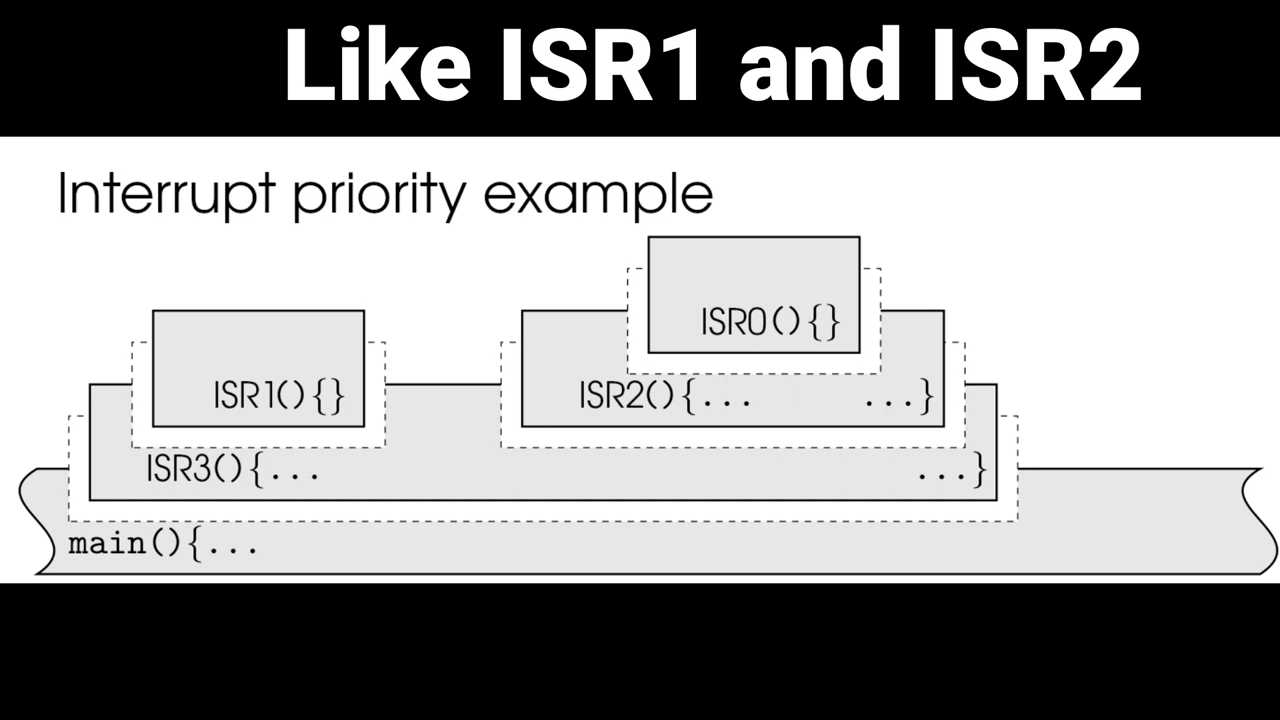 Like ISR1 and ISR2
Interrupt priority example
ISR0(){}
ISR1(){}
ISR2(){... ...}
ISR3(){... ...}
main(){...